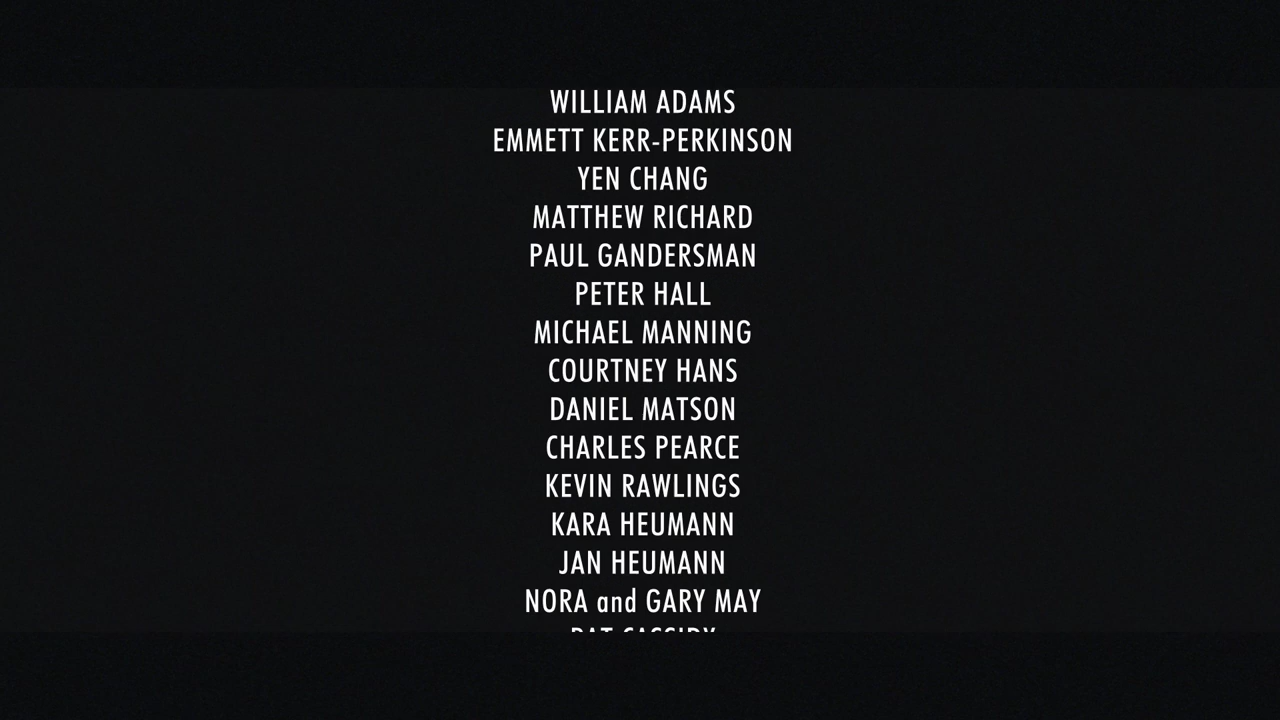 WILLIAM ADAMS
EMMETT KERR-PERKINSON
YEN CHANG
MATTHEW RICHARD
PAUL GANDERSMAN
PETER HALL
MICHAEL MANNING
COURTNEY HANS
DANIEL MATSON
CHARLES PEARCE
KEVIN RAWLINGS
KARA HEUMANN
JAN HEUMANN
NORA and GARY MAY